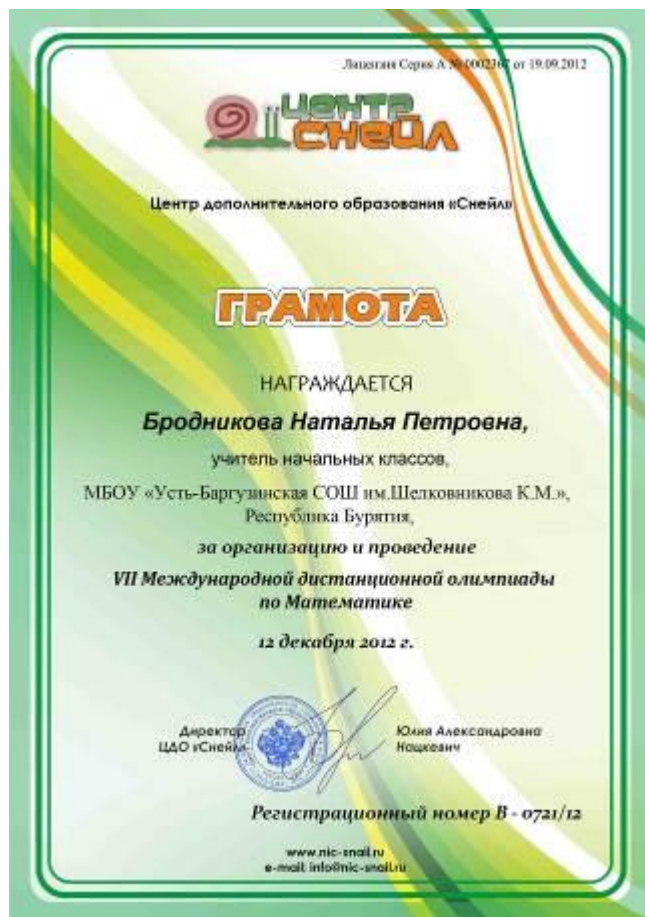 Лицензия Серия А № 0002367 от 19.09.2012
ЦЕНТР
СНЕЙЛ
Центр дополнительного образования «Снейл»
ГРАМОТА
НАГРАЖДАЕТСЯ
Бродникова Наталья Петровна,
учитель начальных классов,
МБОУ «Усть-Баргузинская СОШ им.Шелковникова К.М.»,
Республика Бурятия,
за организацию и проведение
VII Международной дистанционной олимпиады
по Математике
12 декабря 2012 г.
Директор
ЦДО «Снейл»
Юлия Александровна
Нацкевич
Регистрационный номер В - 0721/12
www.nic-snail.ru
e-mail: info@nic-snail.ru